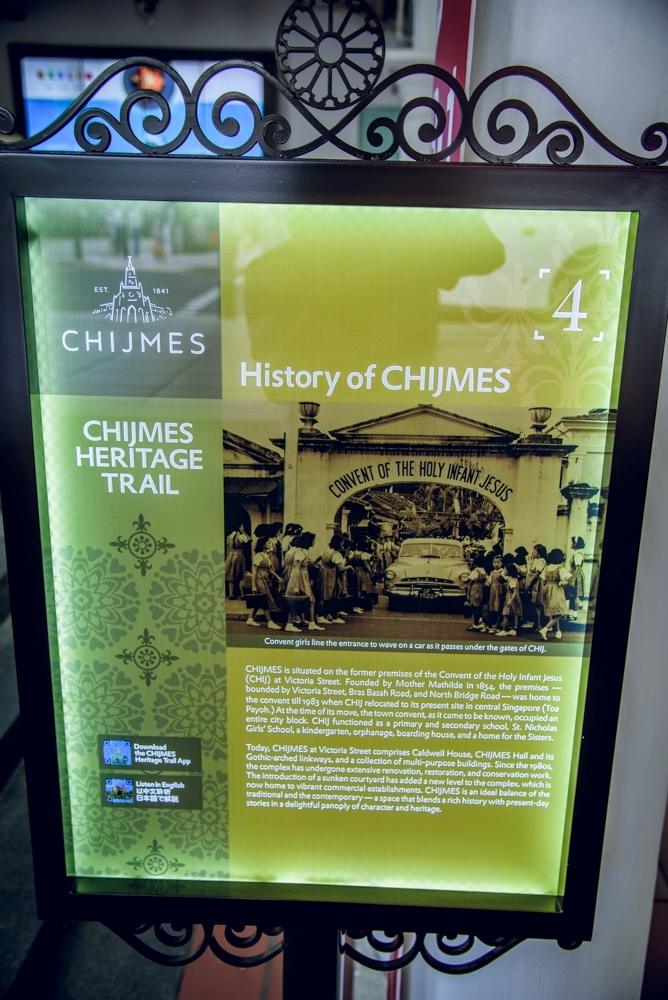 EST. 1841
CHIJMES
4
History of CHIJMES
CHIJMES
HERITAGE
TRAIL
CONVENT OF THE HOLY INFANT JESUS
Convent girls line the entrance to wave on a car as it passes under the gates of CHIJ.
CHIJMES is situated on the former premises of the Convent of the Holy Infant Jesus
(CHIJ) at Victoria Street. Founded by Mother Mathilde in 1854, the premises —
bounded by Victoria Street, Bras Basah Road, and North Bridge Road — was home to
the convent till 1983 when CHIJ relocated to its present site in central Singapore (Toa
Payoh.) At the time of its move, the town convent, as it came to be known, occupied an
entire city block. CHIJ functioned as a primary and secondary school, St. Nicholas
Girls' School, a kindergarten, orphanage, boarding house, and a home for the Sisters.
Today, CHIJMES at Victoria Street comprises Caldwell House, CHIJMES Hall and its
Gothic-arched linkways, and a collection of multi-purpose buildings. Since the 1980s,
the complex has undergone extensive renovation, restoration, and conservation work.
The introduction of a sunken courtyard has added a new level to the complex, which is
now home to vibrant commercial establishments. CHIJMES is an ideal balance of the
traditional and the contemporary — a space that blends a rich history with present-day
stories in a delightful panoply of character and heritage.
Download
the CHIJMES
Heritage Trail App
Listen in English
以中文聆听
日本語で解説